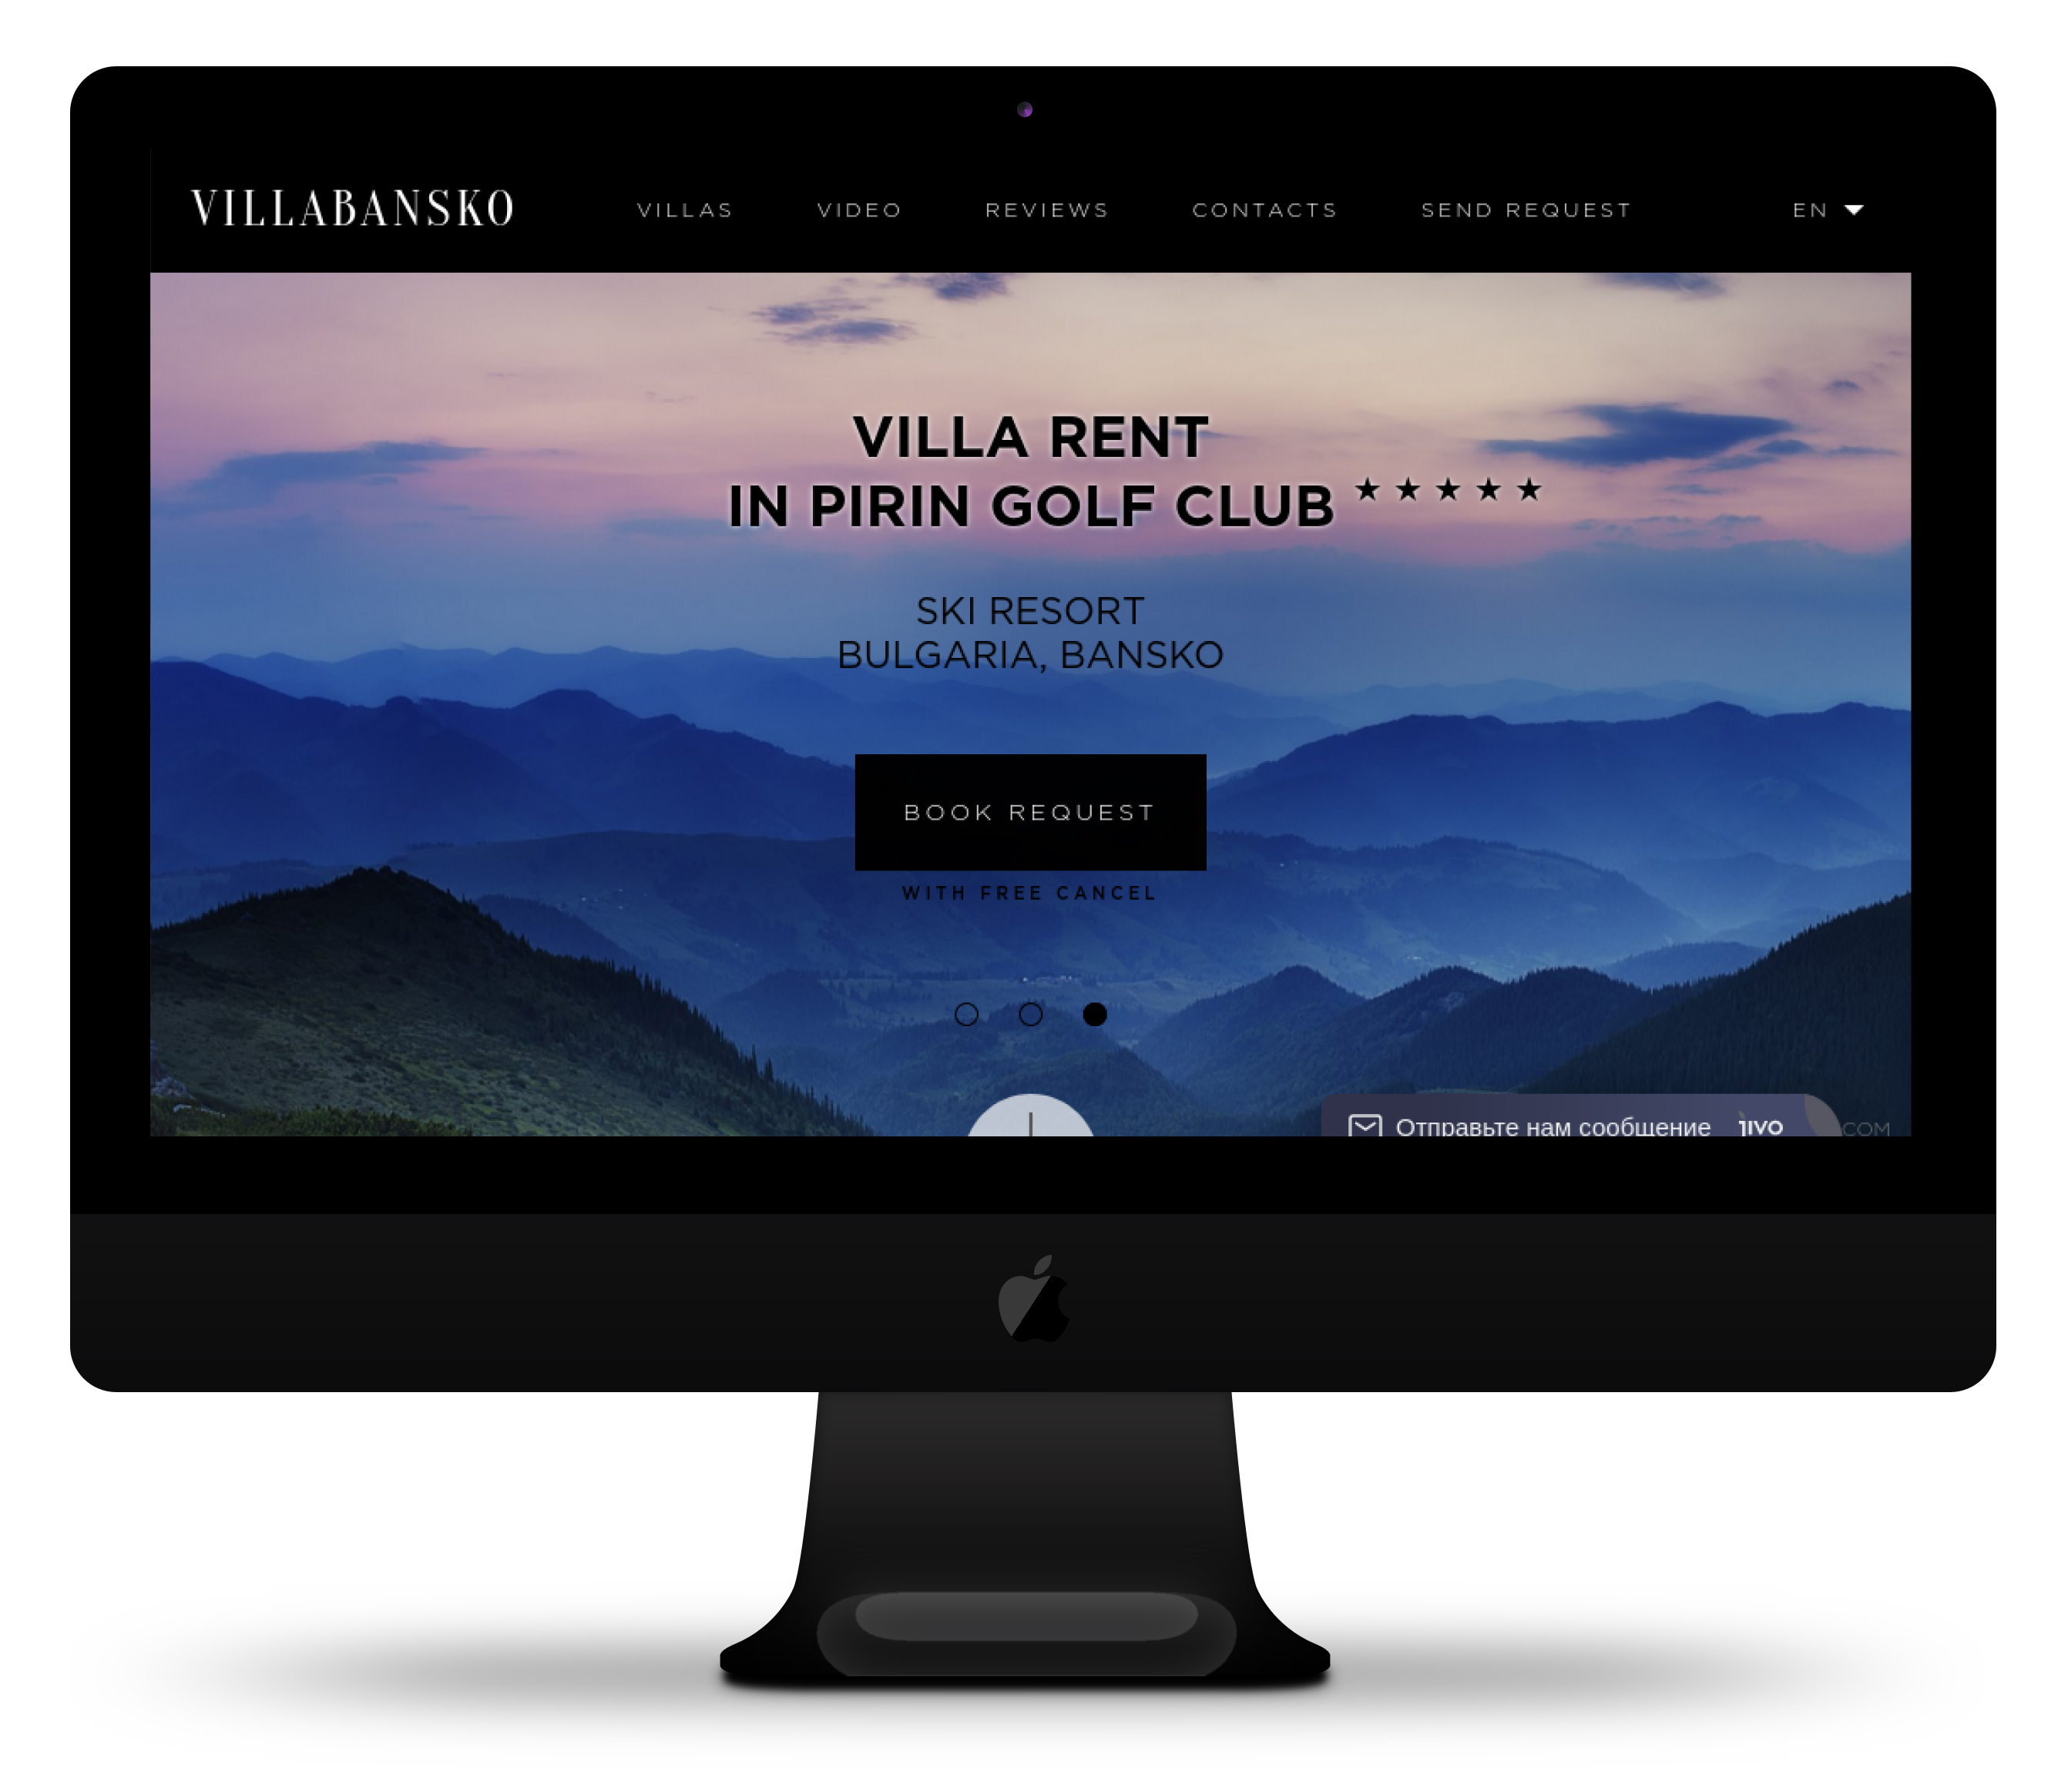 VILLABANSKO
VILLAS VIDEO REVIEWS CONTACTS SEND REQUEST EN
VILLA RENT
IN PIRIN GOLF CLUB ★★★★★
SKI RESORT
BULGARIA, BANSKO
BOOK REQUEST
WITH FREE CANCEL
Отправьте нам сообщение jivo
COM